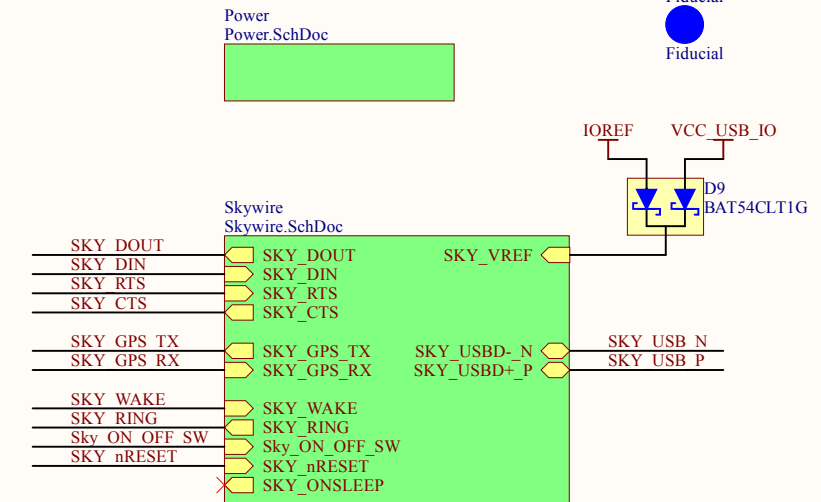 Fiducial
Power
Power.SchDoc
Fiducial
IOREF
VCC_USB_IO
D9
BAT54CLT1G
Skywire
Skywire.SchDoc
SKY_DOUT
SKY_DIN
SKY_RTS
SKY_CTS
SKY_GPS_TX
SKY_GPS_RX
SKY_WAKE
SKY_RING
Sky_ON_OFF_SW
SKY_nRESET
SKY_DOUT
SKY_DIN
SKY_RTS
SKY_CTS
SKY_GPS_TX
SKY_GPS_RX
SKY_WAKE
SKY_RING
Sky_ON_OFF_SW
SKY_nRESET
SKY_ONSLEEP
SKY_VREF
SKY_USBD-_N
SKY_USBD+_P
SKY_USB_N
SKY_USB_P